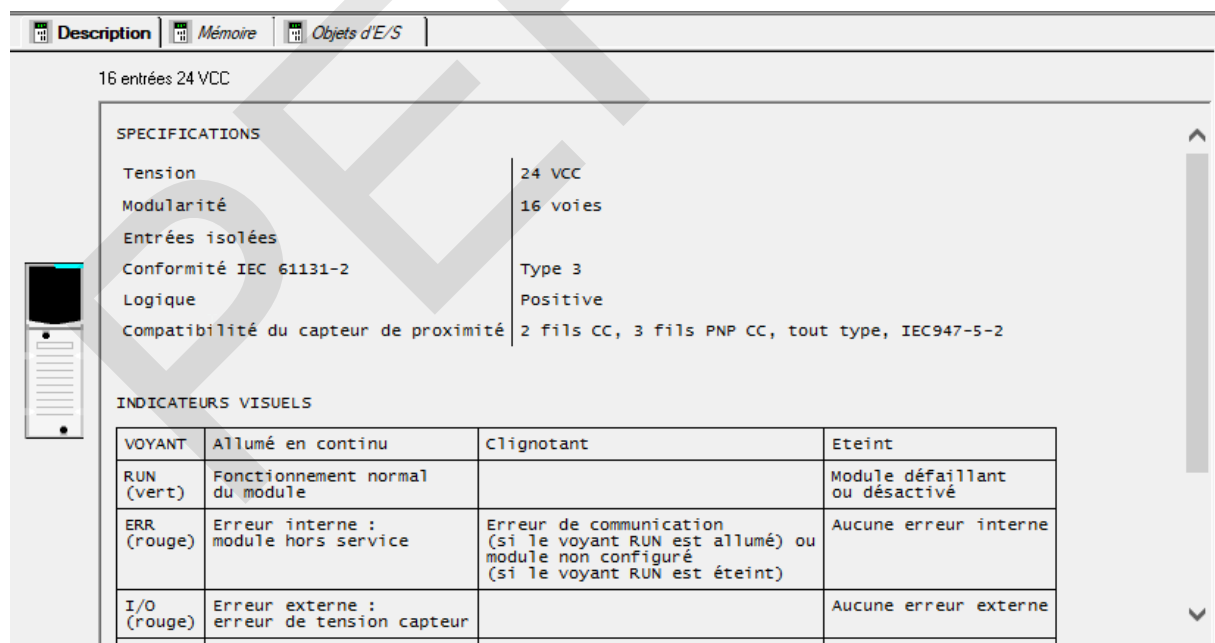 Description Mémoire Objets d'E/S
16 entrées 24 VCC
SPECIFICATIONS
Tension 24 VCC
Modularité 16 voies
Entrées isolées
Conformité IEC 61131-2 Type 3
Logique Positive
Compatibilité du capteur de proximité 2 fils CC, 3 fils PNP CC, tout type, IEC947-5-2
INDICATEURS VISUELS
VOYANT Allumé en continu Clignotant Eteint
RUN Fonctionnement normal Module défaillant
(vert) du module ou désactivé
ERR Erreur interne : Erreur de communication Aucune erreur interne
(rouge) module hors service (si le voyant RUN est allumé) ou
module non configuré
(si le voyant RUN est éteint)
I/O Erreur externe : Aucune erreur externe
(rouge) erreur de tension capteur